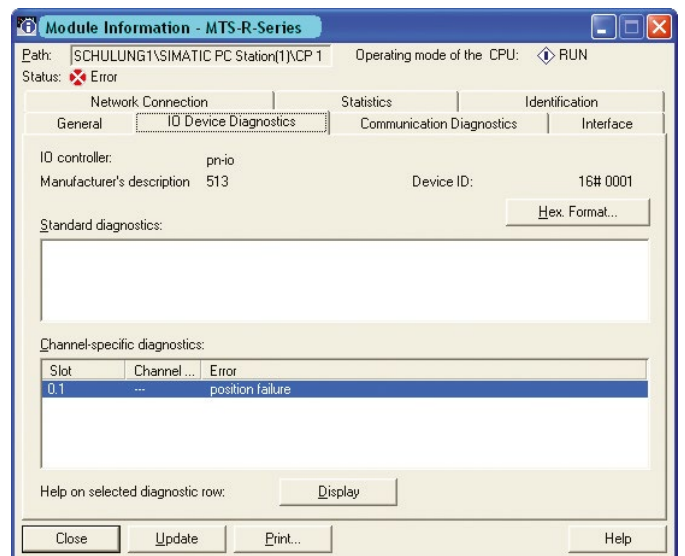 Module Information - MTS-R-Series
Path: SCHULUNG1\SIMATIC PC Station(1)\CP 1 Operating mode of the CPU: RUN
Status: Error
Network Connection Statistics Identification
General IO Device Diagnostics Communication Diagnostics Interface
IO controller: pn-io
Manufacturer's description 513 Device ID: 16# 0001
Hex. Format...
Standard diagnostics:
Channel-specific diagnostics:
Slot Channel ... Error
0.1 --- position failure
Help on selected diagnostic row: Display
Close Update Print... Help